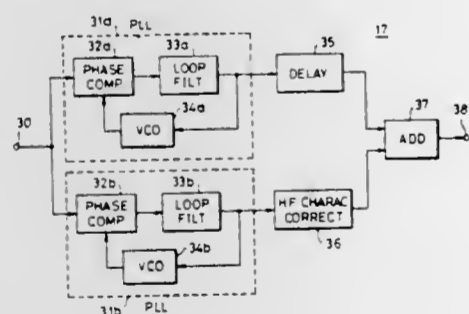 31a PLL
17
32a 33a 35
PHASE COMP
LOOP FILT
DELAY
37
30
38
34a
VCO
ADD
32b 33b
PHASE COMP
LOOP FILT
H.F CHARAC CORRECT
34b
36
VCO
31b PLL